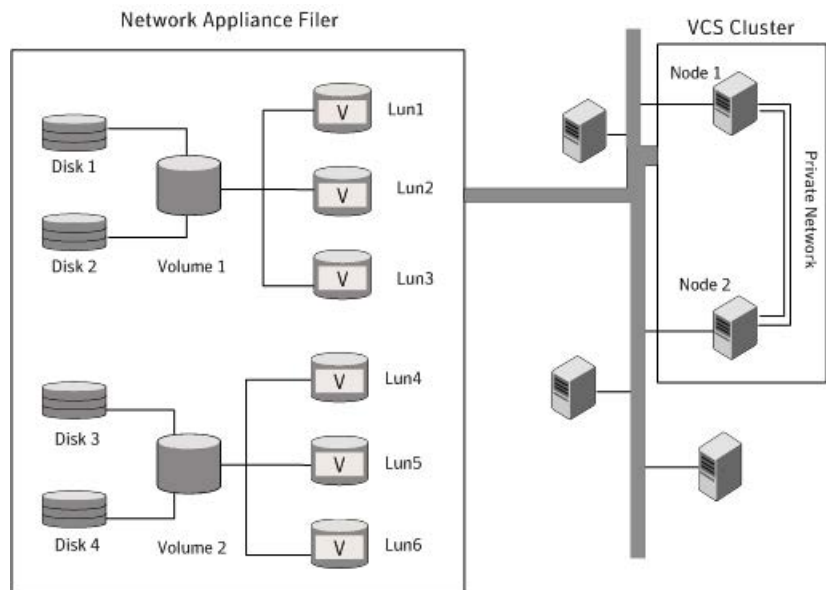 Network Appliance Filer
VCS Cluster
Node 1
Lun1
Disk 1
Lun2
Private Network
Disk 2
Volume 1
Lun3
Node 2
Lun4
Disk 3
Lun5
Disk 4
Volume 2
Lun6
V
V
V
V
V
V